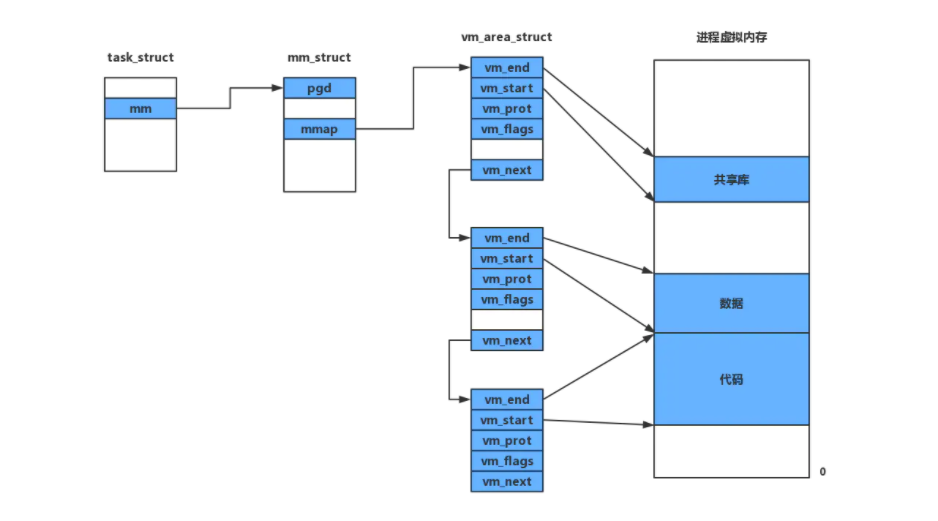 task_struct
mm
mm_struct
pgd
mmap
vm_area_struct
vm_end
vm_start
vm_prot
vm_flags
vm_next
vm_end
vm_start
vm_prot
vm_flags
vm_next
vm_end
vm_start
vm_prot
vm_flags
vm_next
进程虚拟内存
共享库
数据
代码
0